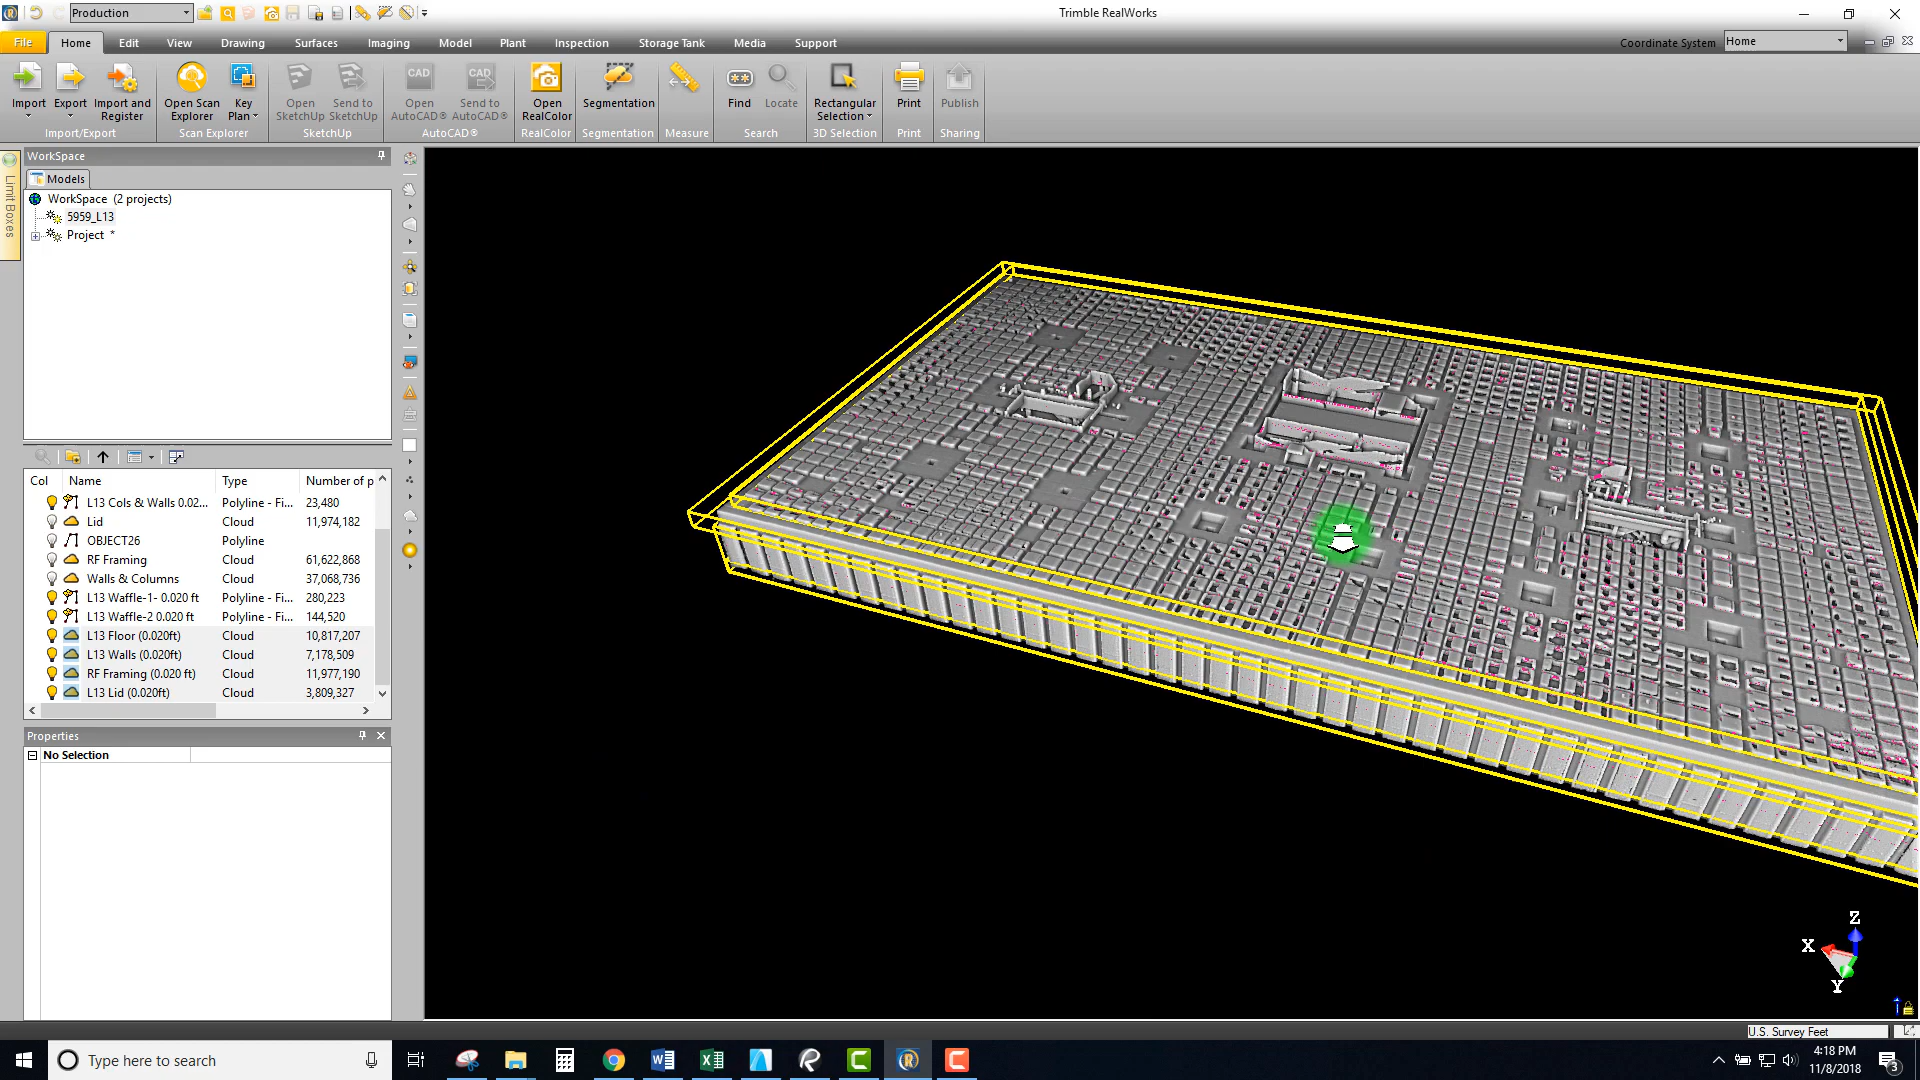 Production
Trimble RealWorks
File Home Edit View Drawing Surfaces Imaging Model Plant Inspection Storage Tank Media Support
Coordinate System Home
Import Export Import and Register
Open Scan Explorer Key Plan
Open SketchUp Send to SketchUp
CAD Open AutoCAD® CAD Send to AutoCAD®
Open RealColor
Segmentation
Find Locate
Rectangular Selection
Print
Publish
Import/Export Scan Explorer SketchUp AutoCAD® RealColor Segmentation Measure Search 3D Selection Print Sharing
Limit Boxes
WorkSpace
Models
WorkSpace (2 projects)
5959_L13
Project *
Col Name Type Number of p
L13 Cols & Walls 0.02... Polyline - Fi... 23,480
Lid Cloud 11,974,182
OBJECT26 Polyline
RF Framing Cloud 61,622,868
Walls & Columns Cloud 37,068,736
L13 Waffle-1- 0.020 ft Polyline - Fi... 280,223
L13 Waffle-2 0.020 ft Polyline - Fi... 144,520
L13 Floor (0.020ft) Cloud 10,817,207
L13 Walls (0.020ft) Cloud 7,178,509
RF Framing (0.020 ft) Cloud 11,977,190
L13 Lid (0.020ft) Cloud 3,809,327
Properties
No Selection
Z
X
Y
U.S. Survey Feet
Type here to search
4:18 PM
11/8/2018
3